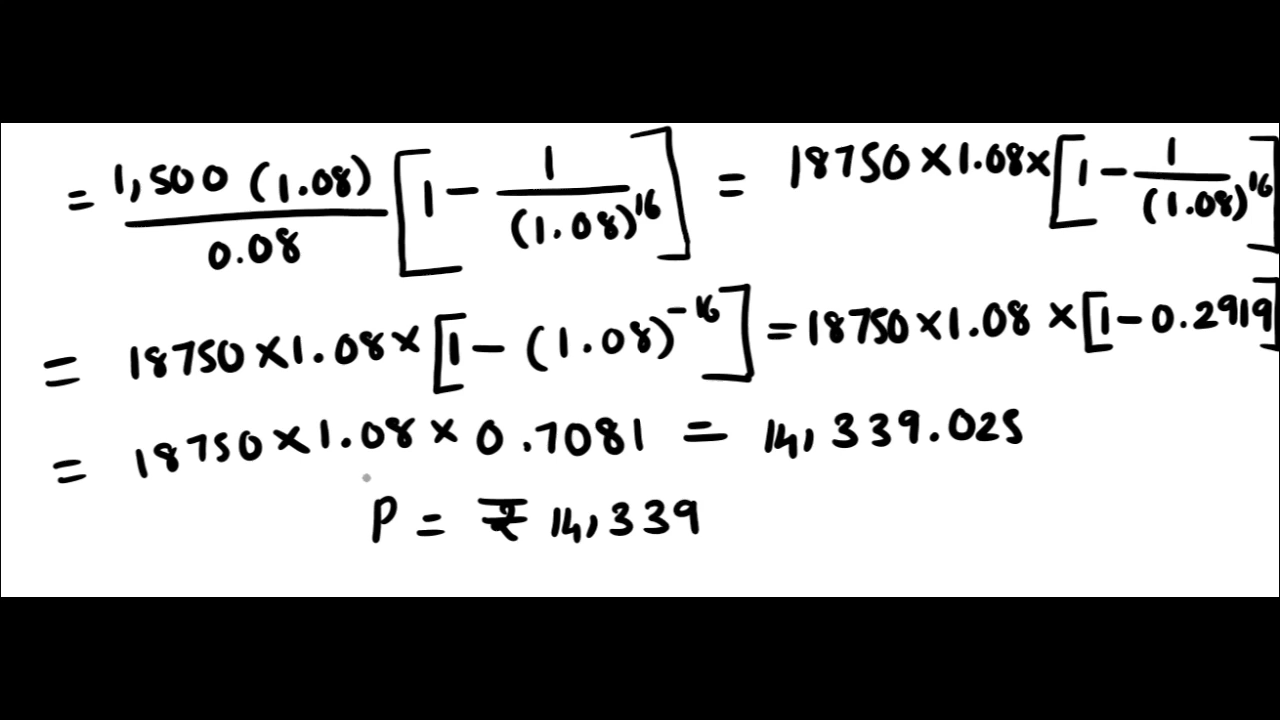 = 1,500 (1.08) / 0.08 [1 - 1 / (1.08)^16] = 18750 × 1.08 × [1 - 1 / (1.08)^16]
= 18750 × 1.08 × [1 - (1.08)^-16] = 18750 × 1.08 × [1 - 0.2919]
= 18750 × 1.08 × 0.7081 = 14,339.025
P = ₹ 14,339